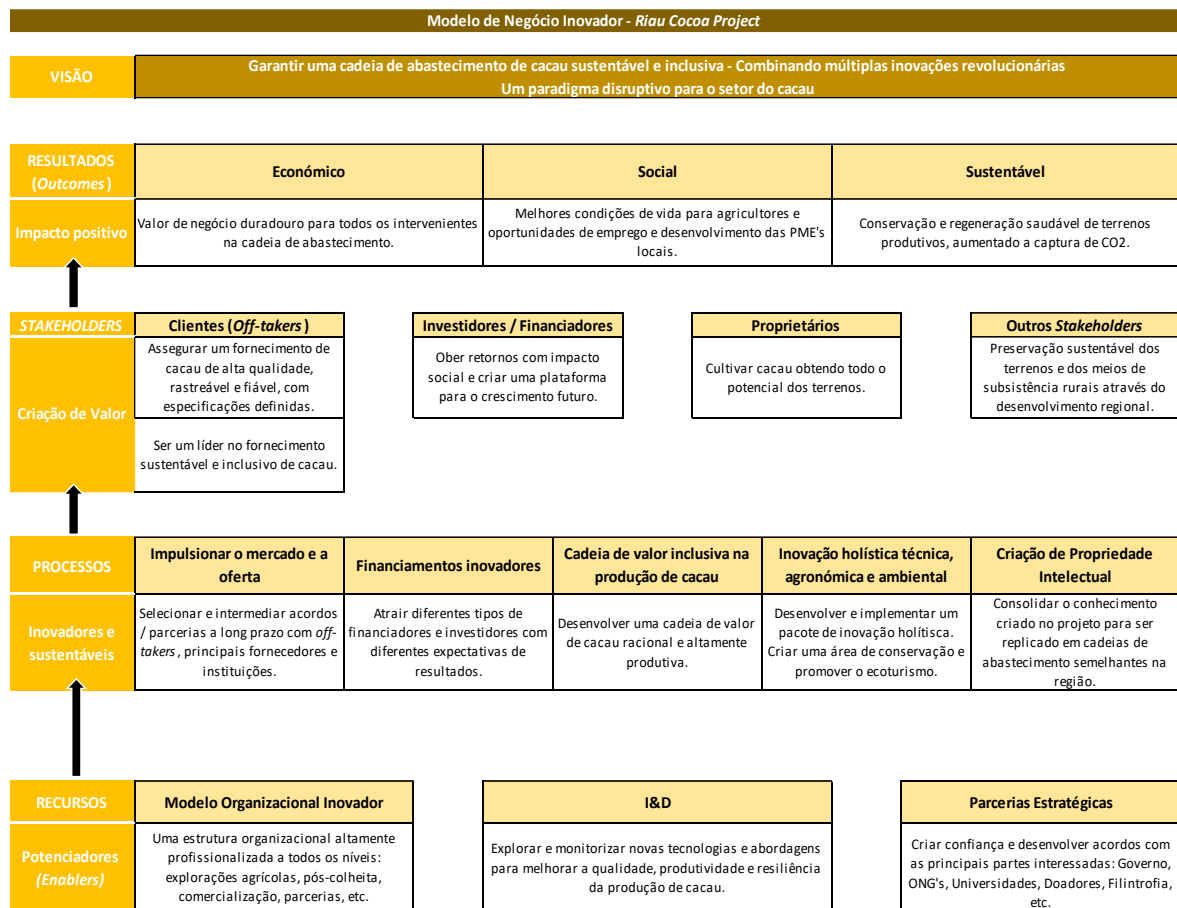 Modelo de Negócio Inovador - Riau Cocoa Project
VISÃO
Garantir uma cadeia de abastecimento de cacau sustentável e inclusiva - Combinando múltiplas inovações revolucionárias
Um paradigma disruptivo para o setor do cacau
RESULTADOS
(Outcomes)
Económico
Social
Sustentável
Impacto positivo
Valor de negócio duradouro para todos os intervenientes
na cadeia de abastecimento.
Melhores condições de vida para agricultores e
oportunidades de emprego e desenvolvimento das PME's
locais.
Conservação e regeneração saudável de terrenos
produtivos, aumentado a captura de CO2.
STAKEHOLDERS
Clientes (Off-takers)
Investidores / Financiadores
Proprietários
Outros Stakeholders
Criação de Valor
Assegurar um fornecimento de
cacau de alta qualidade,
rastreável e fiável, com
especificações definidas.
Ser um líder no fornecimento
sustentável e inclusivo de cacau.
Ober retornos com impacto
social e criar uma plataforma
para o crescimento futuro.
Cultivar cacau obtendo todo o
potencial dos terrenos.
Preservação sustentável dos
terrenos e dos meios de
subsistência rurais através do
desenvolvimento regional.
PROCESSOS
Impulsionar o mercado e a
oferta
Financiamentos inovadores
Cadeia de valor inclusiva na
produção de cacau
Inovação holística técnica,
agronómica e ambiental
Criação de Propriedade
Intelectual
Inovadores e
sustentáveis
Selecionar e intermediar acordos
/ parcerias a long prazo com off-
takers, principais fornecedores e
instituições.
Atrair diferentes tipos de
financiadores e investidores com
diferentes expectativas de
resultados.
Desenvolver uma cadeia de valor
de cacau racional e altamente
produtiva.
Desenvolver e implementar um
pacote de inovação holítisca.
Criar uma área de conservação e
promover o ecoturismo.
Consolidar o conhecimento
criado no projeto para ser
replicado em cadeias de
abastecimento semelhantes na
região.
RECURSOS
Modelo Organizacional Inovador
I&D
Parcerias Estratégicas
Potenciadores
(Enablers)
Uma estrutura organizacional altamente
profissionalizada a todos os níveis:
explorações agrícolas, pós-colheita,
comercialização, parcerias, etc.
Explorar e monitorizar novas tecnologias e abordagens
para melhorar a qualidade, produtividade e resiliência
da produção de cacau.
Criar confiança e desenvolver acordos com
as principais partes interessadas: Governo,
ONG's, Universidades, Doadores, Filintrofia,
etc.